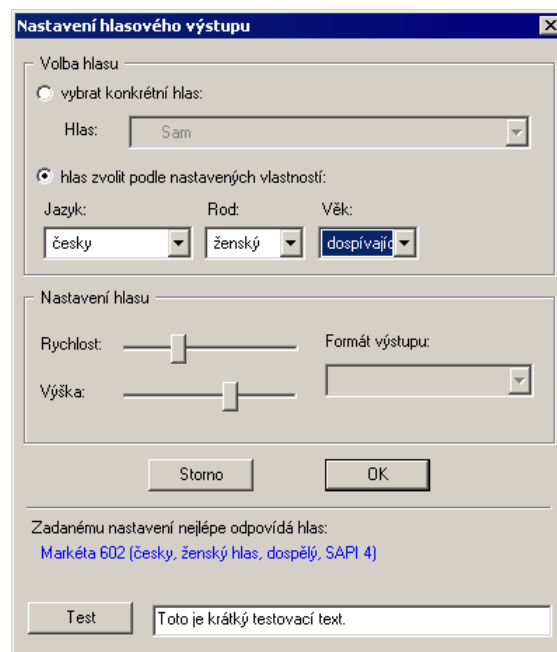 Nastavení hlasového výstupu
Volba hlasu
vybrat konkrétní hlas:
Hlas: Sam
hlas zvolit podle nastavených vlastností:
Jazyk: Rod: Věk:
česky ženský dospívajíc
Nastavení hlasu
Rychlost: Formát výstupu:
Výška:
Storno OK
Zadanému nastavení nejlépe odpovídá hlas:
Markéta 602 (česky, ženský hlas, dospělý, SAPI 4)
Test Toto je krátký testovací text.